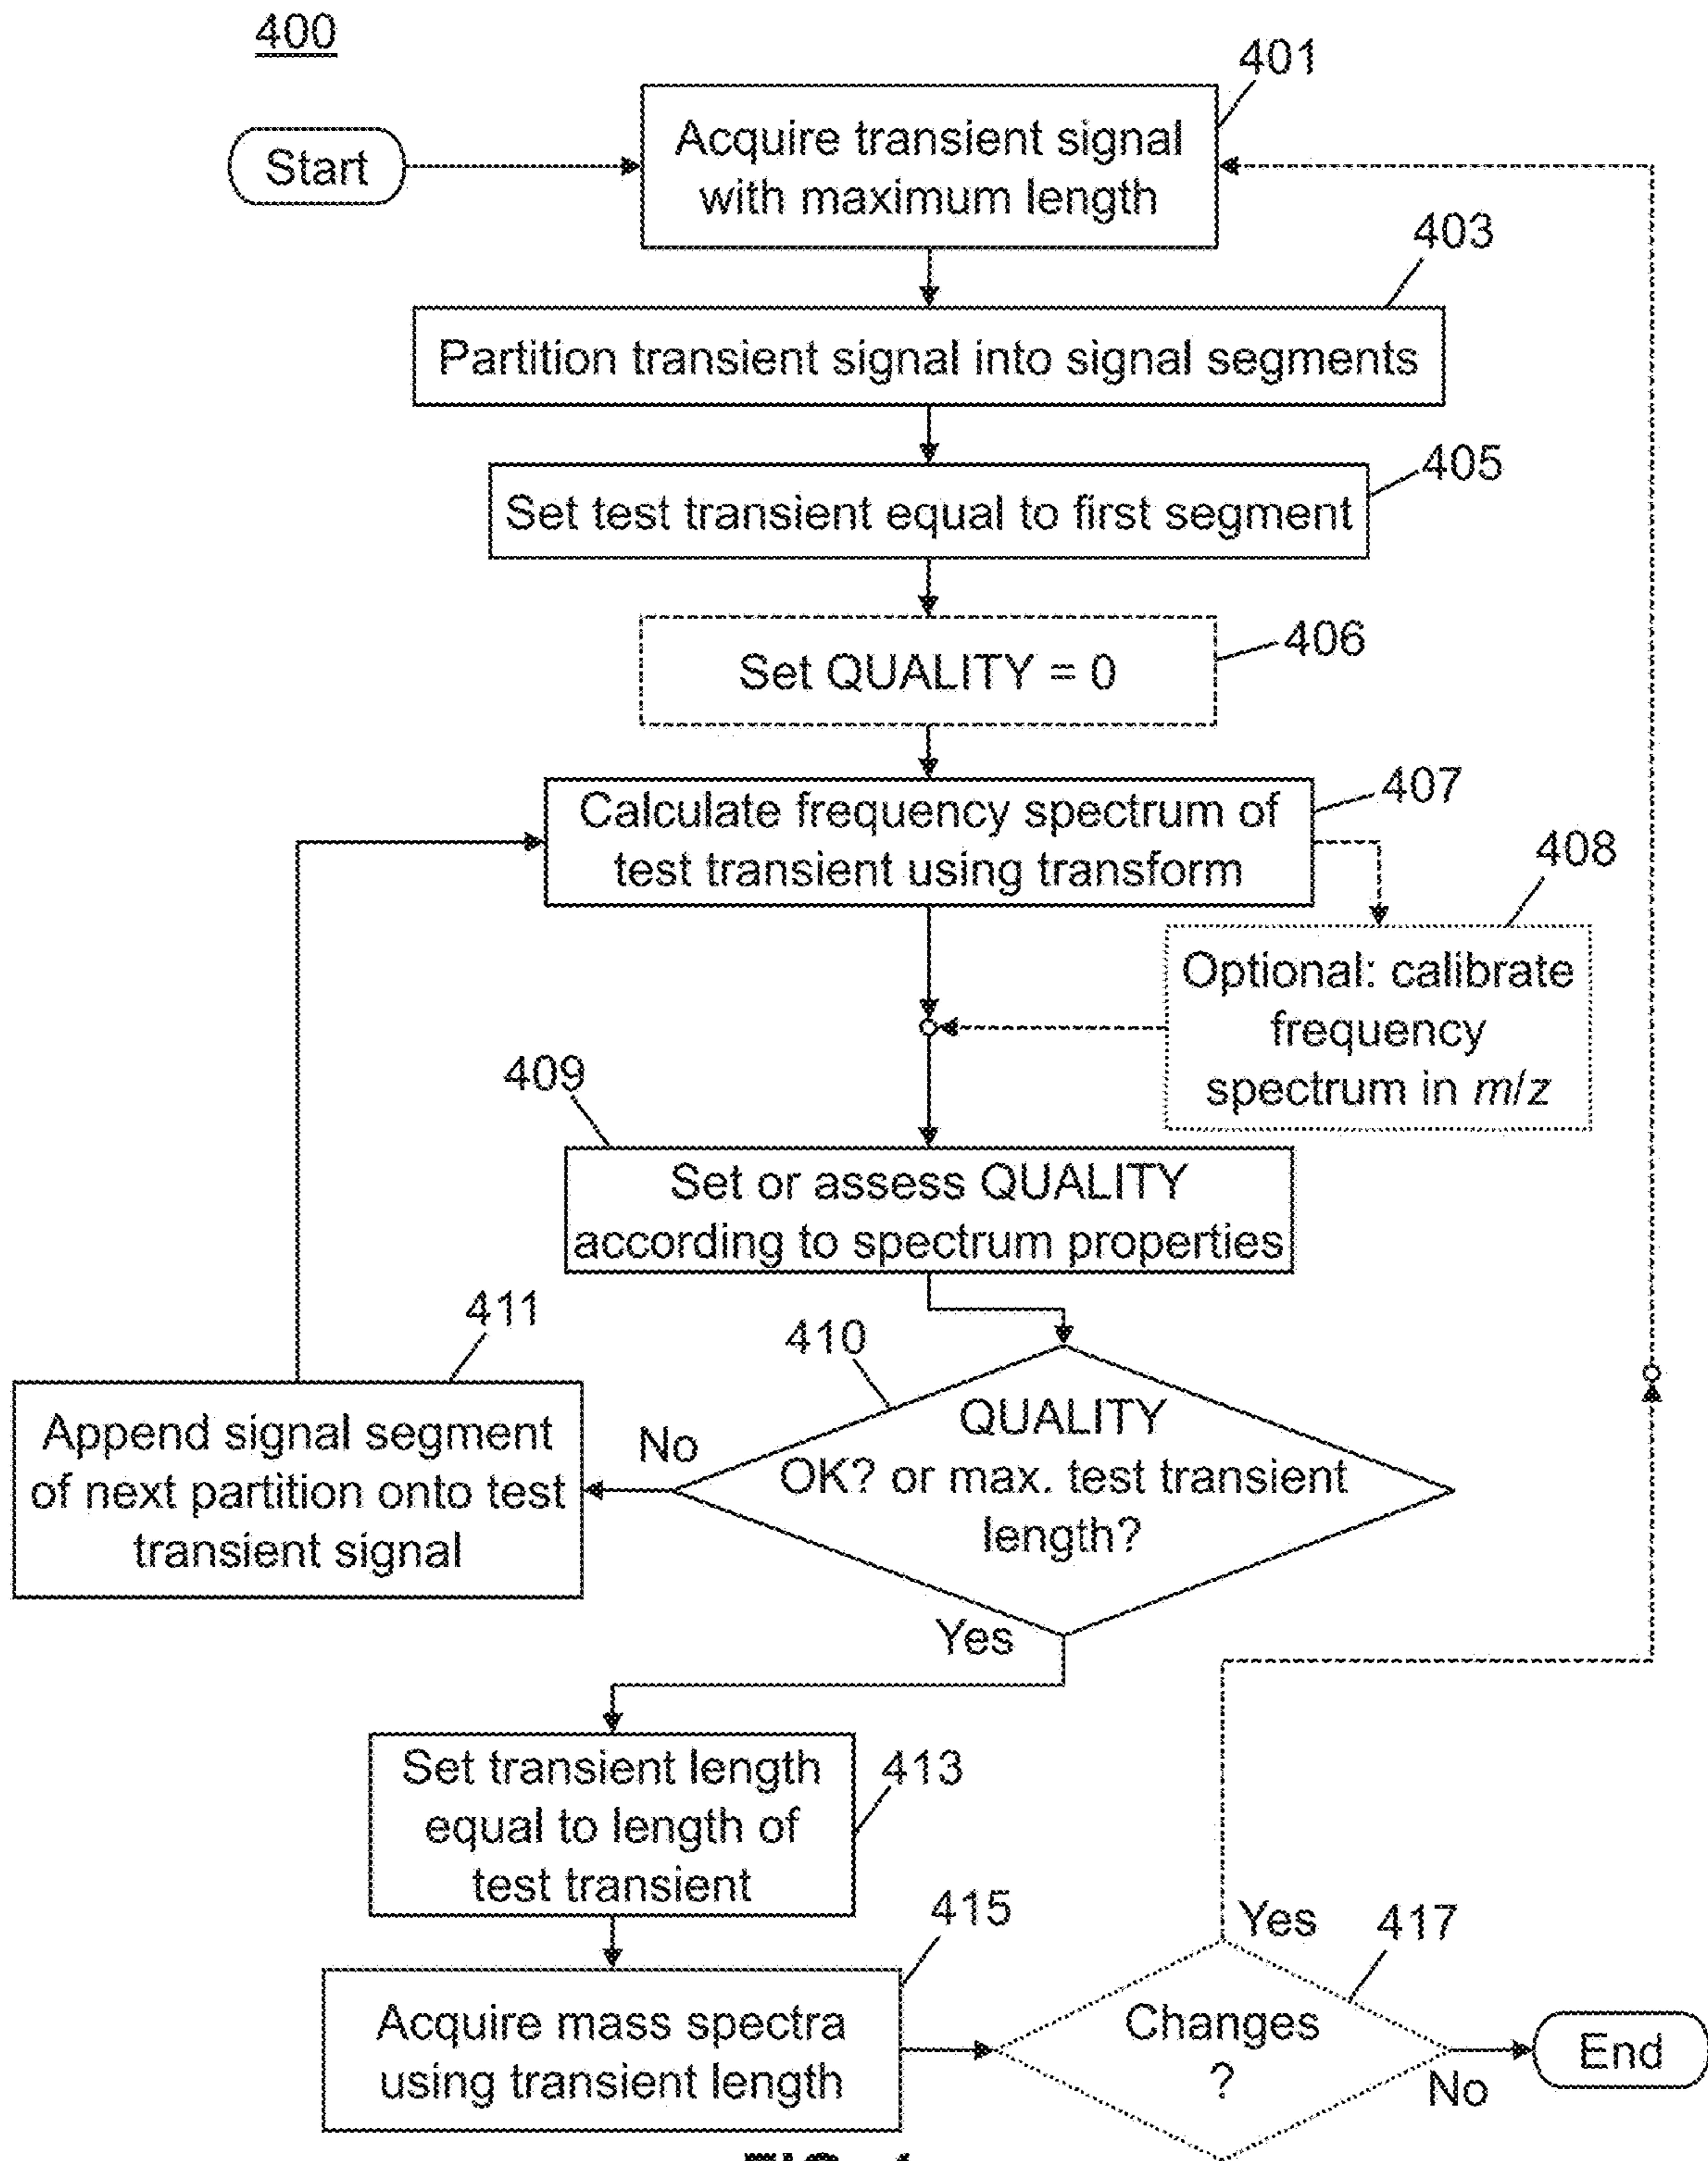 400
401
Start
Acquire transient signal
with maximum length
403
Partition transient signal into signal segments
405
Set test transient equal to first segment
406
Set QUALITY = 0
407
Calculate frequency spectrum of
test transient using transform
408
Optional: calibrate
frequency
spectrum in m/z
409
Set or assess QUALITY
according to spectrum properties
411
410
Append signal segment
of next partition onto test
transient signal
No
QUALITY
OK? or max. test transient
length?
Yes
Set transient length
equal to length of
test transient
413
415
Acquire mass spectra
using transient length
Yes
417
Changes
?
No
End